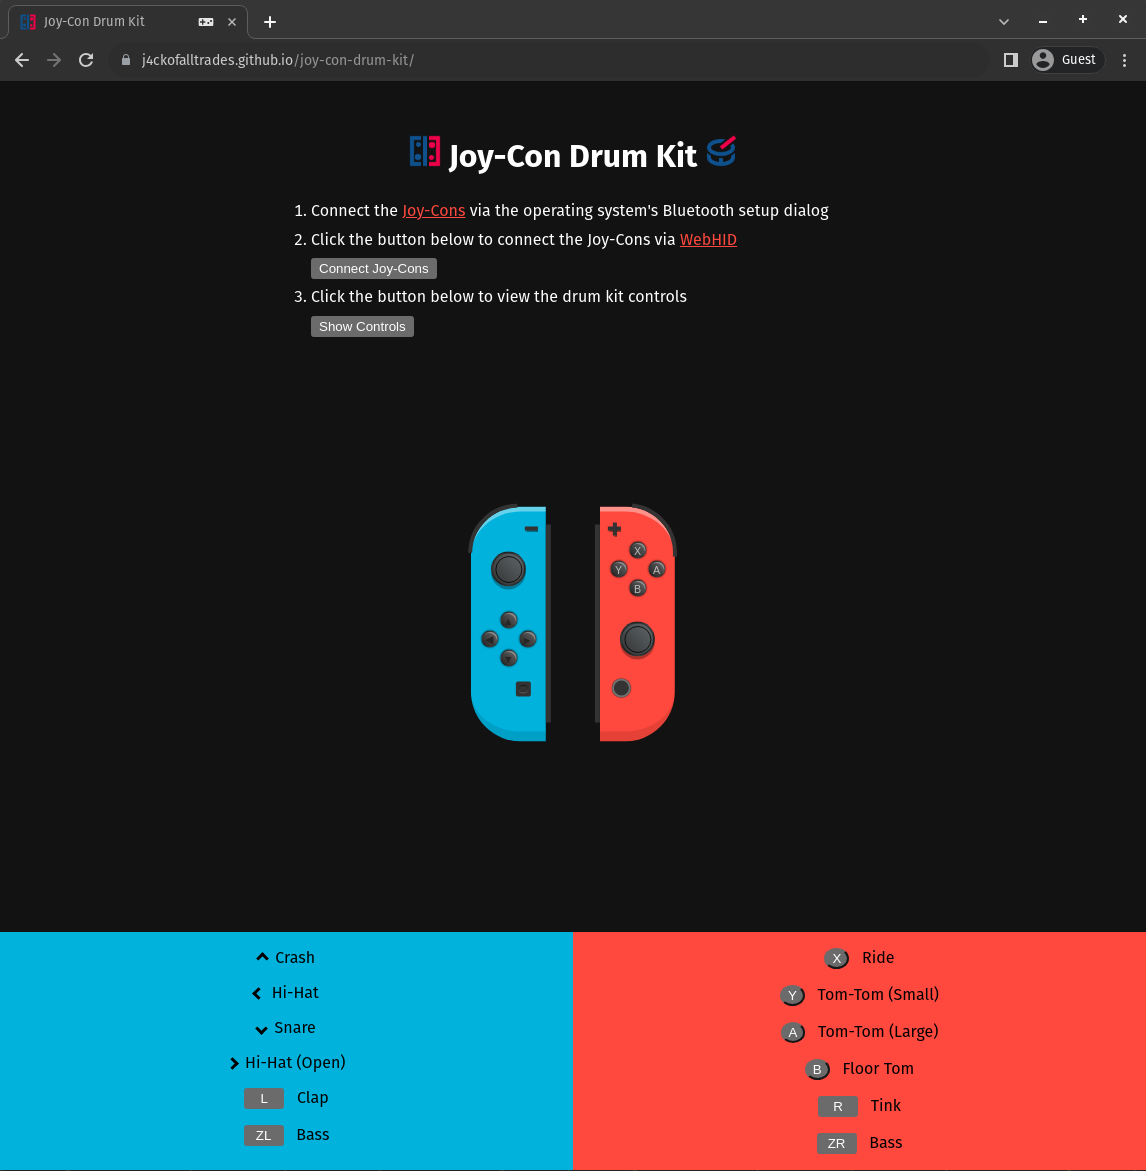 Joy-Con Drum Kit
j4ckofalltrades.github.io/joy-con-drum-kit/
Guest
Joy-Con Drum Kit
1. Connect the Joy-Cons via the operating system's Bluetooth setup dialog
2. Click the button below to connect the Joy-Cons via WebHID
Connect Joy-Cons
3. Click the button below to view the drum kit controls
Show Controls
X
Y A
B
Crash
Hi-Hat
Snare
Hi-Hat (Open)
L Clap
ZL Bass
X Ride
Y Tom-Tom (Small)
A Tom-Tom (Large)
B Floor Tom
R Tink
ZR Bass